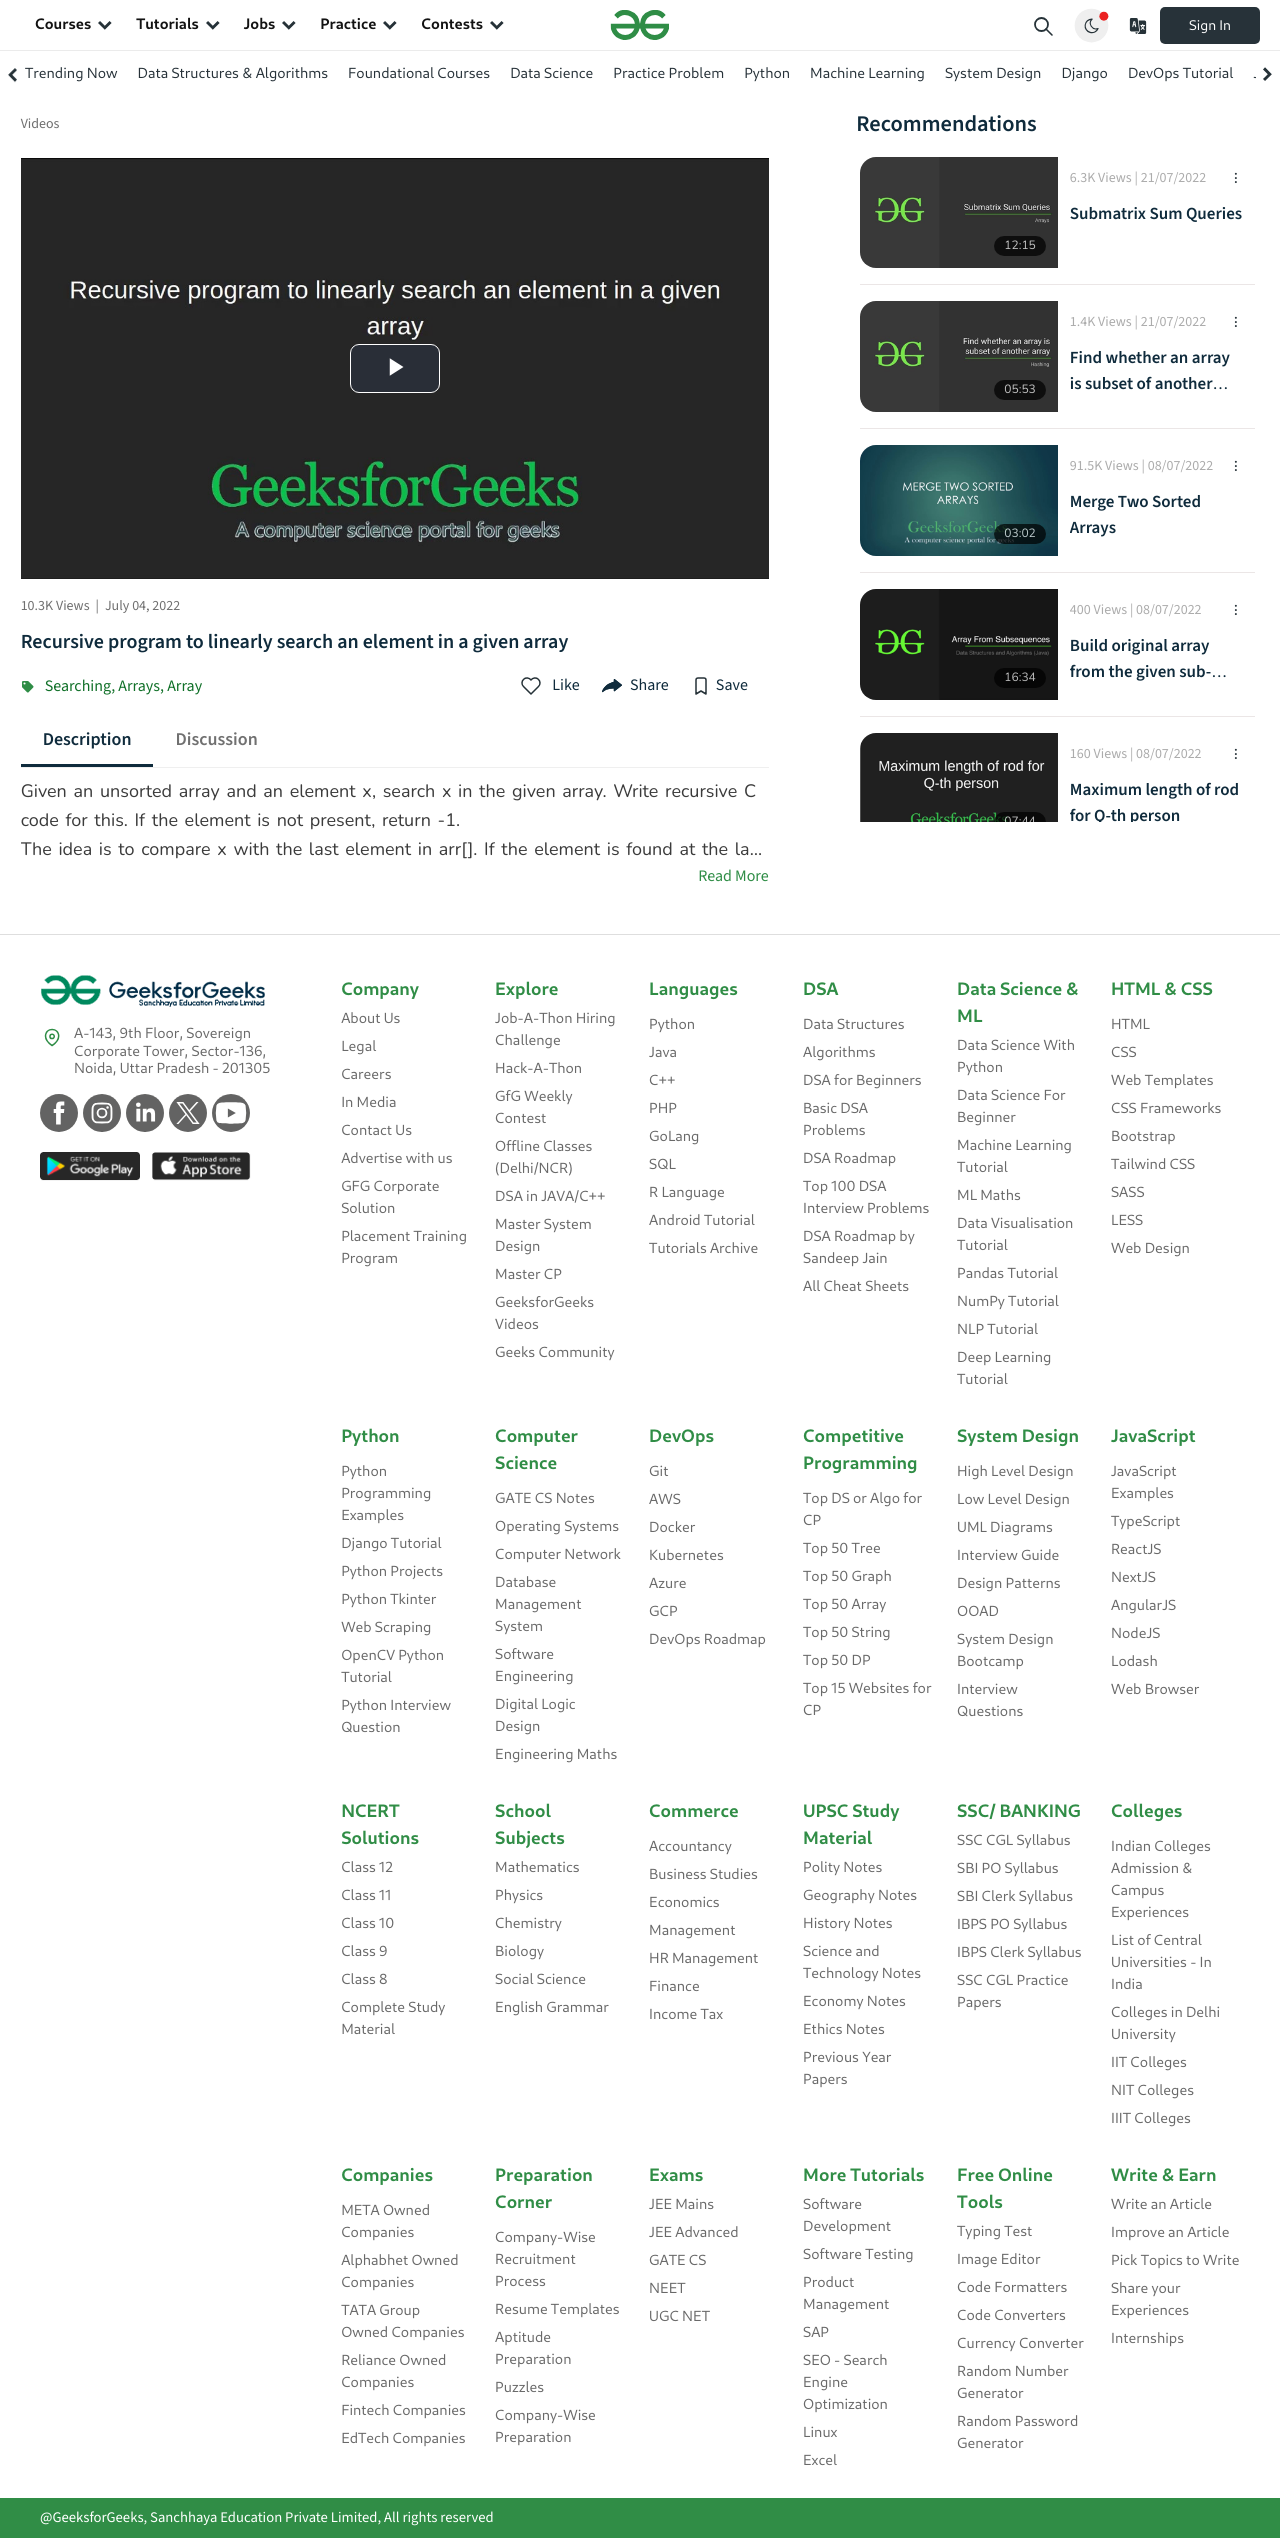 Courses Tutorials Jobs Practice Contests
Sign In
Trending Now Data Structures & Algorithms Foundational Courses Data Science Practice Problem Python Machine Learning System Design Django DevOps Tutorial
Videos
Recursive program to linearly search an element in a given
array
GeeksforGeeks
A computer science portal for geeks
10.3K Views | July 04, 2022
Recursive program to linearly search an element in a given array
Searching, Arrays, Array
Like Share Save
Description Discussion
Given an unsorted array and an element x, search x in the given array. Write recursive C
code for this. If the element is not present, return -1.
The idea is to compare x with the last element in arr[]. If the element is found at the la...
Read More
Recommendations
Submatrix Sum Queries
Arrays
12:15
6.3K Views | 21/07/2022
Submatrix Sum Queries
Find whether an array is
subset of another array
Hashing
05:53
1.4K Views | 21/07/2022
Find whether an array
is subset of another...
MERGE TWO SORTED
ARRAYS
A computer science portal for
03:02
91.5K Views | 08/07/2022
Merge Two Sorted
Arrays
Array From Subsequences
Data Structures and Algorithms (Java)
16:34
400 Views | 08/07/2022
Build original array
from the given sub-...
Maximum length of rod for
Q-th person
07:44
160 Views | 08/07/2022
Maximum length of rod
for Q-th person
GeeksforGeeks
Sanchhaya Education Private Limited
A-143, 9th Floor, Sovereign
Corporate Tower, Sector-136,
Noida, Uttar Pradesh - 201305
GET IT ON
Google Play
Download on the
App Store
Company
About Us
Legal
Careers
In Media
Contact Us
Advertise with us
GFG Corporate
Solution
Placement Training
Program
Explore
Job-A-Thon Hiring
Challenge
Hack-A-Thon
GfG Weekly
Contest
Offline Classes
(Delhi/NCR)
DSA in JAVA/C++
Master System
Design
Master CP
GeeksforGeeks
Videos
Geeks Community
Languages
Python
Java
C++
PHP
GoLang
SQL
R Language
Android Tutorial
Tutorials Archive
DSA
Data Structures
Algorithms
DSA for Beginners
Basic DSA
Problems
DSA Roadmap
Top 100 DSA
Interview Problems
DSA Roadmap by
Sandeep Jain
All Cheat Sheets
Data Science &
ML
Data Science With
Python
Data Science For
Beginner
Machine Learning
Tutorial
ML Maths
Data Visualisation
Tutorial
Pandas Tutorial
NumPy Tutorial
NLP Tutorial
Deep Learning
Tutorial
HTML & CSS
HTML
CSS
Web Templates
CSS Frameworks
Bootstrap
Tailwind CSS
SASS
LESS
Web Design
Python
Python
Programming
Examples
Django Tutorial
Python Projects
Python Tkinter
Web Scraping
OpenCV Python
Tutorial
Python Interview
Question
Computer
Science
GATE CS Notes
Operating Systems
Computer Network
Database
Management
System
Software
Engineering
Digital Logic
Design
Engineering Maths
DevOps
Git
AWS
Docker
Kubernetes
Azure
GCP
DevOps Roadmap
Competitive
Programming
Top DS or Algo for
CP
Top 50 Tree
Top 50 Graph
Top 50 Array
Top 50 String
Top 50 DP
Top 15 Websites for
CP
System Design
High Level Design
Low Level Design
UML Diagrams
Interview Guide
Design Patterns
OOAD
System Design
Bootcamp
Interview
Questions
JavaScript
JavaScript
Examples
TypeScript
ReactJS
NextJS
AngularJS
NodeJS
Lodash
Web Browser
NCERT
Solutions
Class 12
Class 11
Class 10
Class 9
Class 8
Complete Study
Material
School
Subjects
Mathematics
Physics
Chemistry
Biology
Social Science
English Grammar
Commerce
Accountancy
Business Studies
Economics
Management
HR Management
Finance
Income Tax
UPSC Study
Material
Polity Notes
Geography Notes
History Notes
Science and
Technology Notes
Economy Notes
Ethics Notes
Previous Year
Papers
SSC/ BANKING
SSC CGL Syllabus
SBI PO Syllabus
SBI Clerk Syllabus
IBPS PO Syllabus
IBPS Clerk Syllabus
SSC CGL Practice
Papers
Colleges
Indian Colleges
Admission &
Campus
Experiences
List of Central
Universities - In
India
Colleges in Delhi
University
IIT Colleges
NIT Colleges
IIIT Colleges
Companies
META Owned
Companies
Alphabhet Owned
Companies
TATA Group
Owned Companies
Reliance Owned
Companies
Fintech Companies
EdTech Companies
Preparation
Corner
Company-Wise
Recruitment
Process
Resume Templates
Aptitude
Preparation
Puzzles
Company-Wise
Preparation
Exams
JEE Mains
JEE Advanced
GATE CS
NEET
UGC NET
More Tutorials
Software
Development
Software Testing
Product
Management
SAP
SEO - Search
Engine
Optimization
Linux
Excel
Free Online
Tools
Typing Test
Image Editor
Code Formatters
Code Converters
Currency Converter
Random Number
Generator
Random Password
Generator
Write & Earn
Write an Article
Improve an Article
Pick Topics to Write
Share your
Experiences
Internships
@GeeksforGeeks, Sanchhaya Education Private Limited, All rights reserved